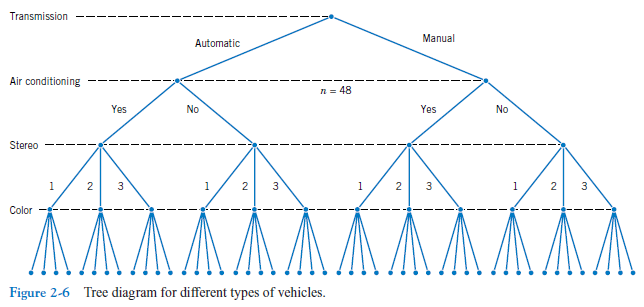 Transmission
Automatic
Manual
Air conditioning
n = 48
Yes
No
Yes
No
Stereo
1 2 3 1 2 3 1 2 3 1 2 3
Color
Figure 2-6 Tree diagram for different types of vehicles.